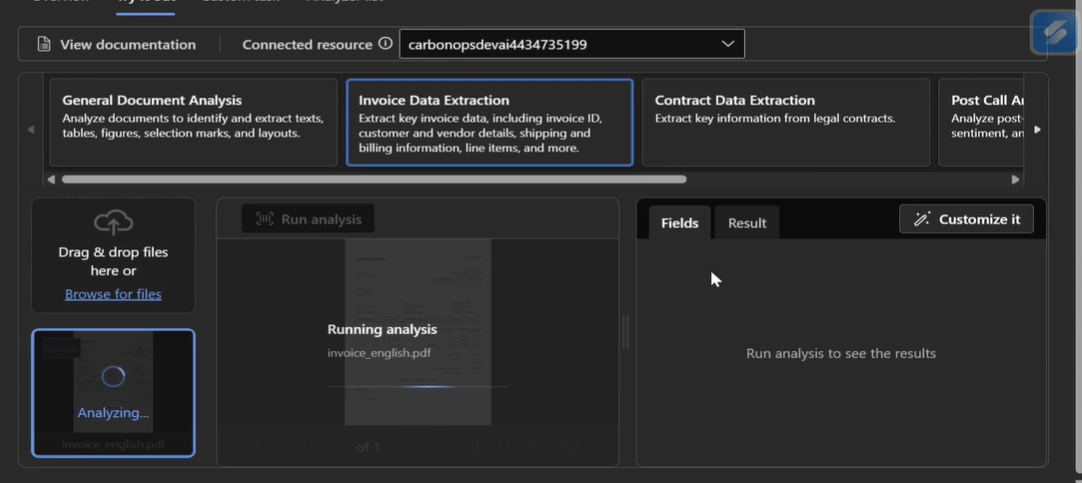 View documentation
Connected resource
carbonopsdevai4434735199
General Document Analysis
Analyze documents to identify and extract texts,
tables, figures, selection marks, and layouts.
Invoice Data Extraction
Extract key invoice data, including invoice ID,
customer and vendor details, shipping and
billing information, line items, and more.
Contract Data Extraction
Extract key information from legal contracts.
Post Call
Analyze post-
sentiment,
Drag & drop files
here or
Browse for files
Analyzing...
invoice_english.pdf
Run analysis
Running analysis
invoice_english.pdf
of 1
Fields
Result
Customize it
Run analysis to see the results